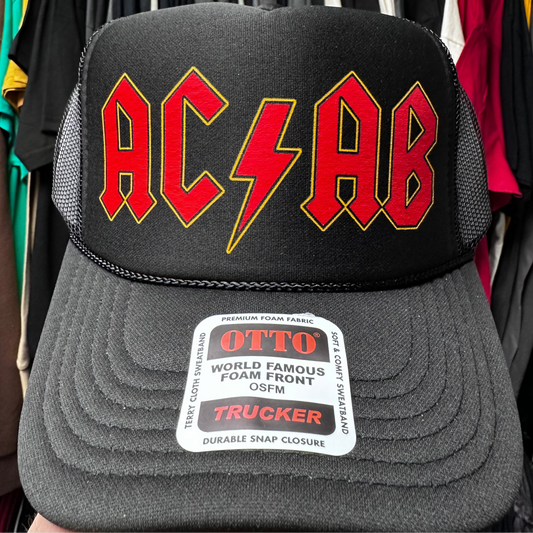 AC⚡AB
PREMIUM FOAM FABRIC
TERRY CLOTH SWEATBAND
OTTO®
WORLD FAMOUS
FOAM FRONT
OSFM
TRUCKER
SOFT & COMFY SWEATBAND
DURABLE SNAP CLOSURE